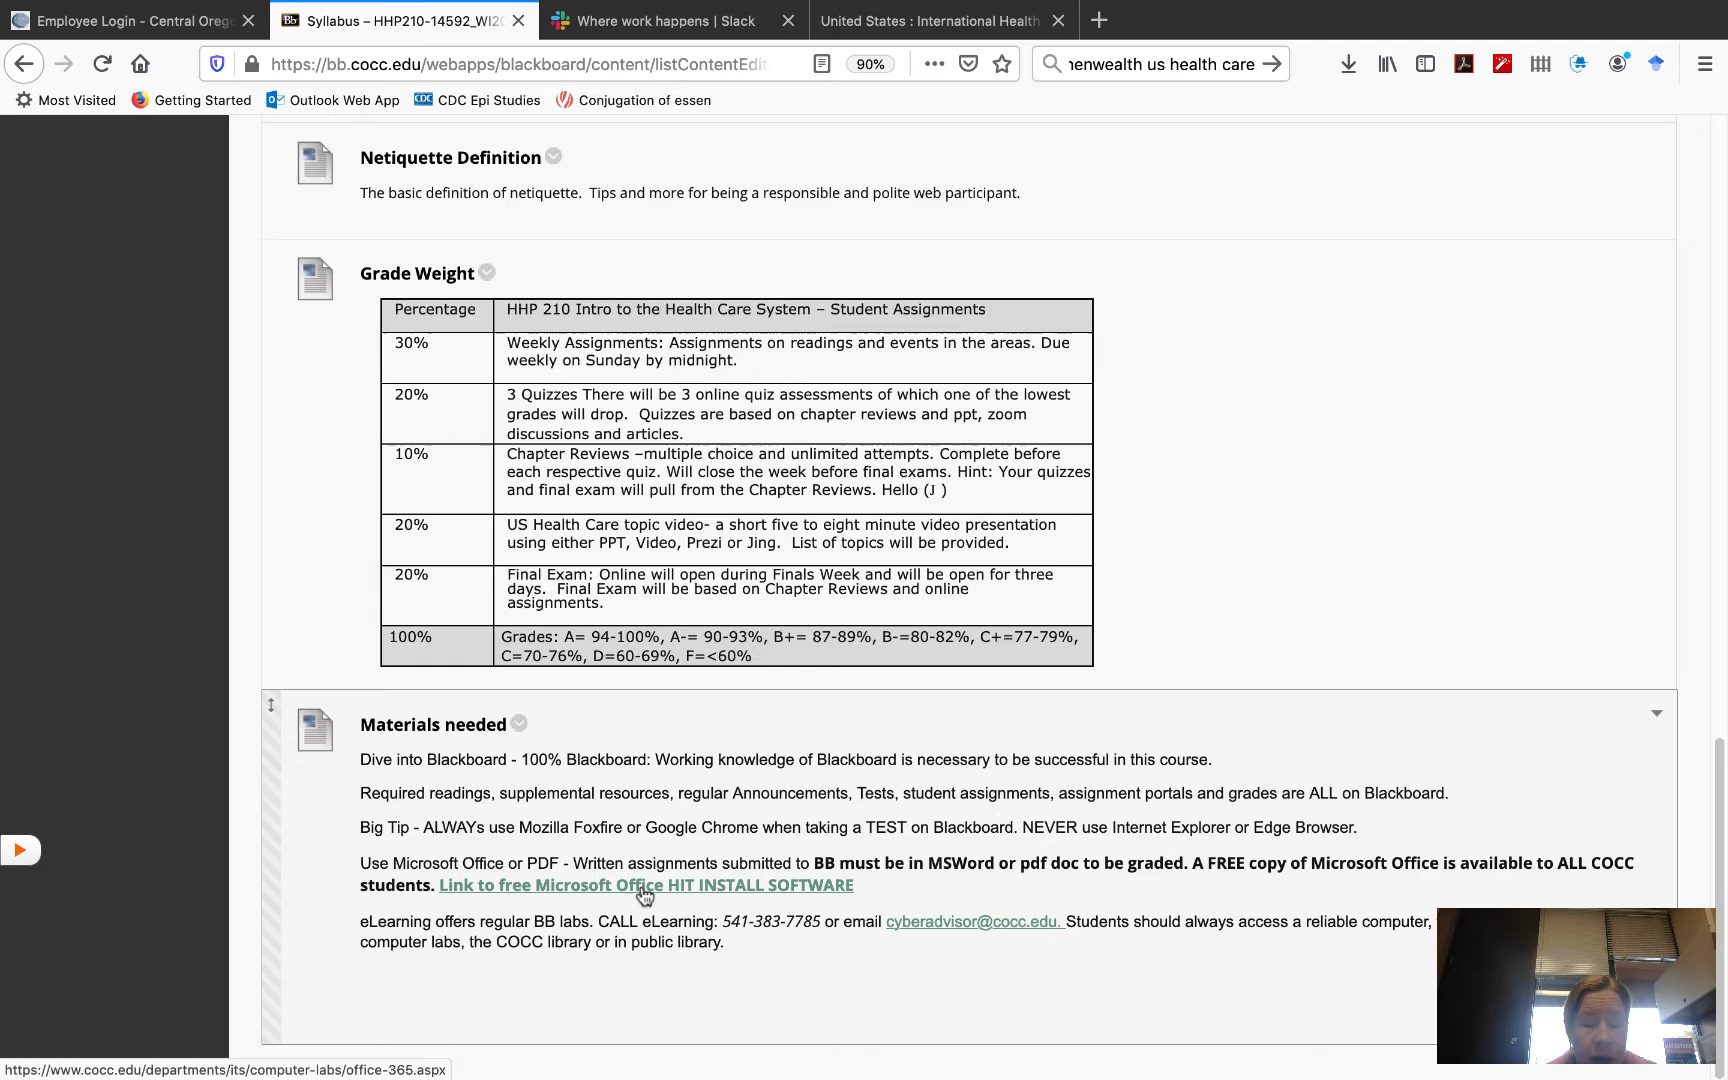 Employee Login - Central Orego
Syllabus – HHP210-14592_WI20
Where work happens | Slack
United States : International Health
https://bb.cocc.edu/webapps/blackboard/content/listContentEdit.
90%
nenwealth us health care
Most Visited
Getting Started
Outlook Web App
CDC Epi Studies
Conjugation of essen
Netiquette Definition
The basic definition of netiquette.  Tips and more for being a responsible and polite web participant.
Grade Weight
Percentage
HHP 210 Intro to the Health Care System – Student Assignments
30%
Weekly Assignments: Assignments on readings and events in the areas. Due
weekly on Sunday by midnight.
20%
3 Quizzes There will be 3 online quiz assessments of which one of the lowest
grades will drop.  Quizzes are based on chapter reviews and ppt, zoom
discussions and articles.
10%
Chapter Reviews –multiple choice and unlimited attempts. Complete before
each respective quiz. Will close the week before final exams. Hint: Your quizzes
and final exam will pull from the Chapter Reviews. Hello (J )
20%
US Health Care topic video- a short five to eight minute video presentation
using either PPT, Video, Prezi or Jing.  List of topics will be provided.
20%
Final Exam: Online will open during Finals Week and will be open for three
days.  Final Exam will be based on Chapter Reviews and online
assignments.
100%
Grades: A= 94-100%, A-= 90-93%, B+= 87-89%, B-=80-82%, C+=77-79%,
C=70-76%, D=60-69%, F=<60%
Materials needed
Dive into Blackboard - 100% Blackboard: Working knowledge of Blackboard is necessary to be successful in this course.
Required readings, supplemental resources, regular Announcements, Tests, student assignments, assignment portals and grades are ALL on Blackboard.
Big Tip - ALWAYs use Mozilla Foxfire or Google Chrome when taking a TEST on Blackboard. NEVER use Internet Explorer or Edge Browser.
Use Microsoft Office or PDF - Written assignments submitted to BB must be in MSWord or pdf doc to be graded. A FREE copy of Microsoft Office is available to ALL COCC
students. Link to free Microsoft Office HIT INSTALL SOFTWARE
eLearning offers regular BB labs. CALL eLearning: 541-383-7785 or email cyberadvisor@cocc.edu. Students should always access a reliable computer,
computer labs, the COCC library or in public library.
https://www.cocc.edu/departments/its/computer-labs/office-365.aspx